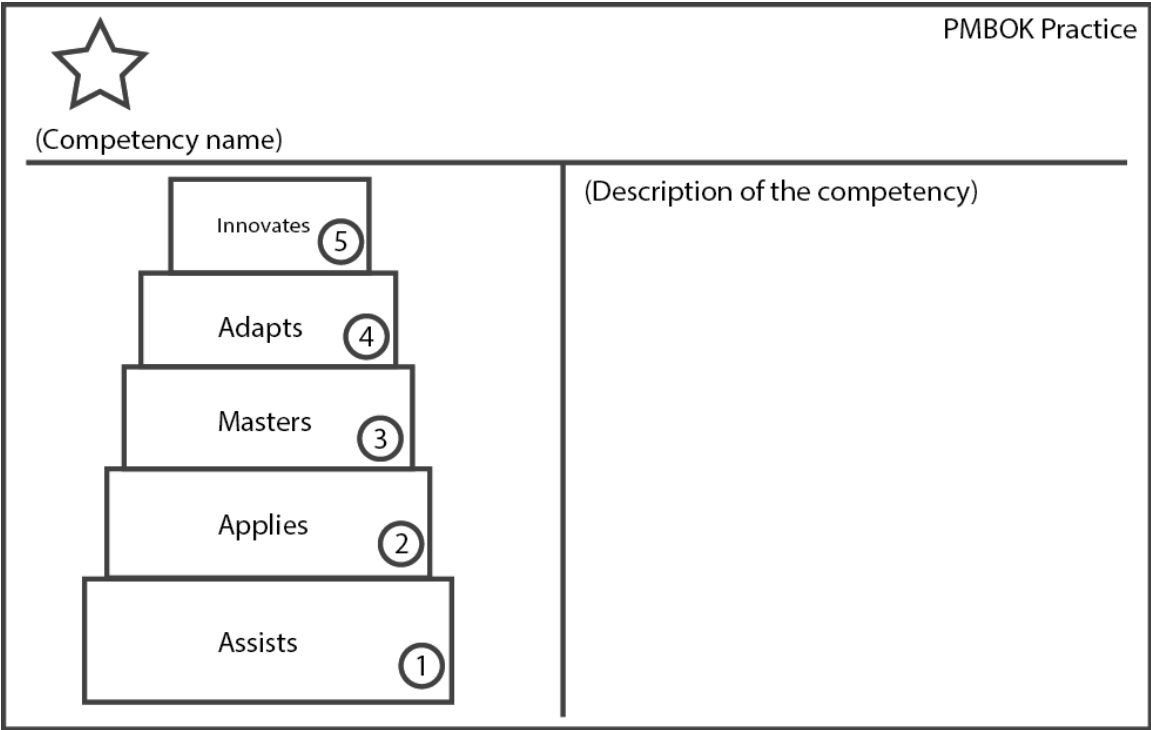 PMBOK Practice
(Competency name)
Innovates
5
Adapts
4
Masters
3
Applies
2
Assists
1
(Description of the competency)